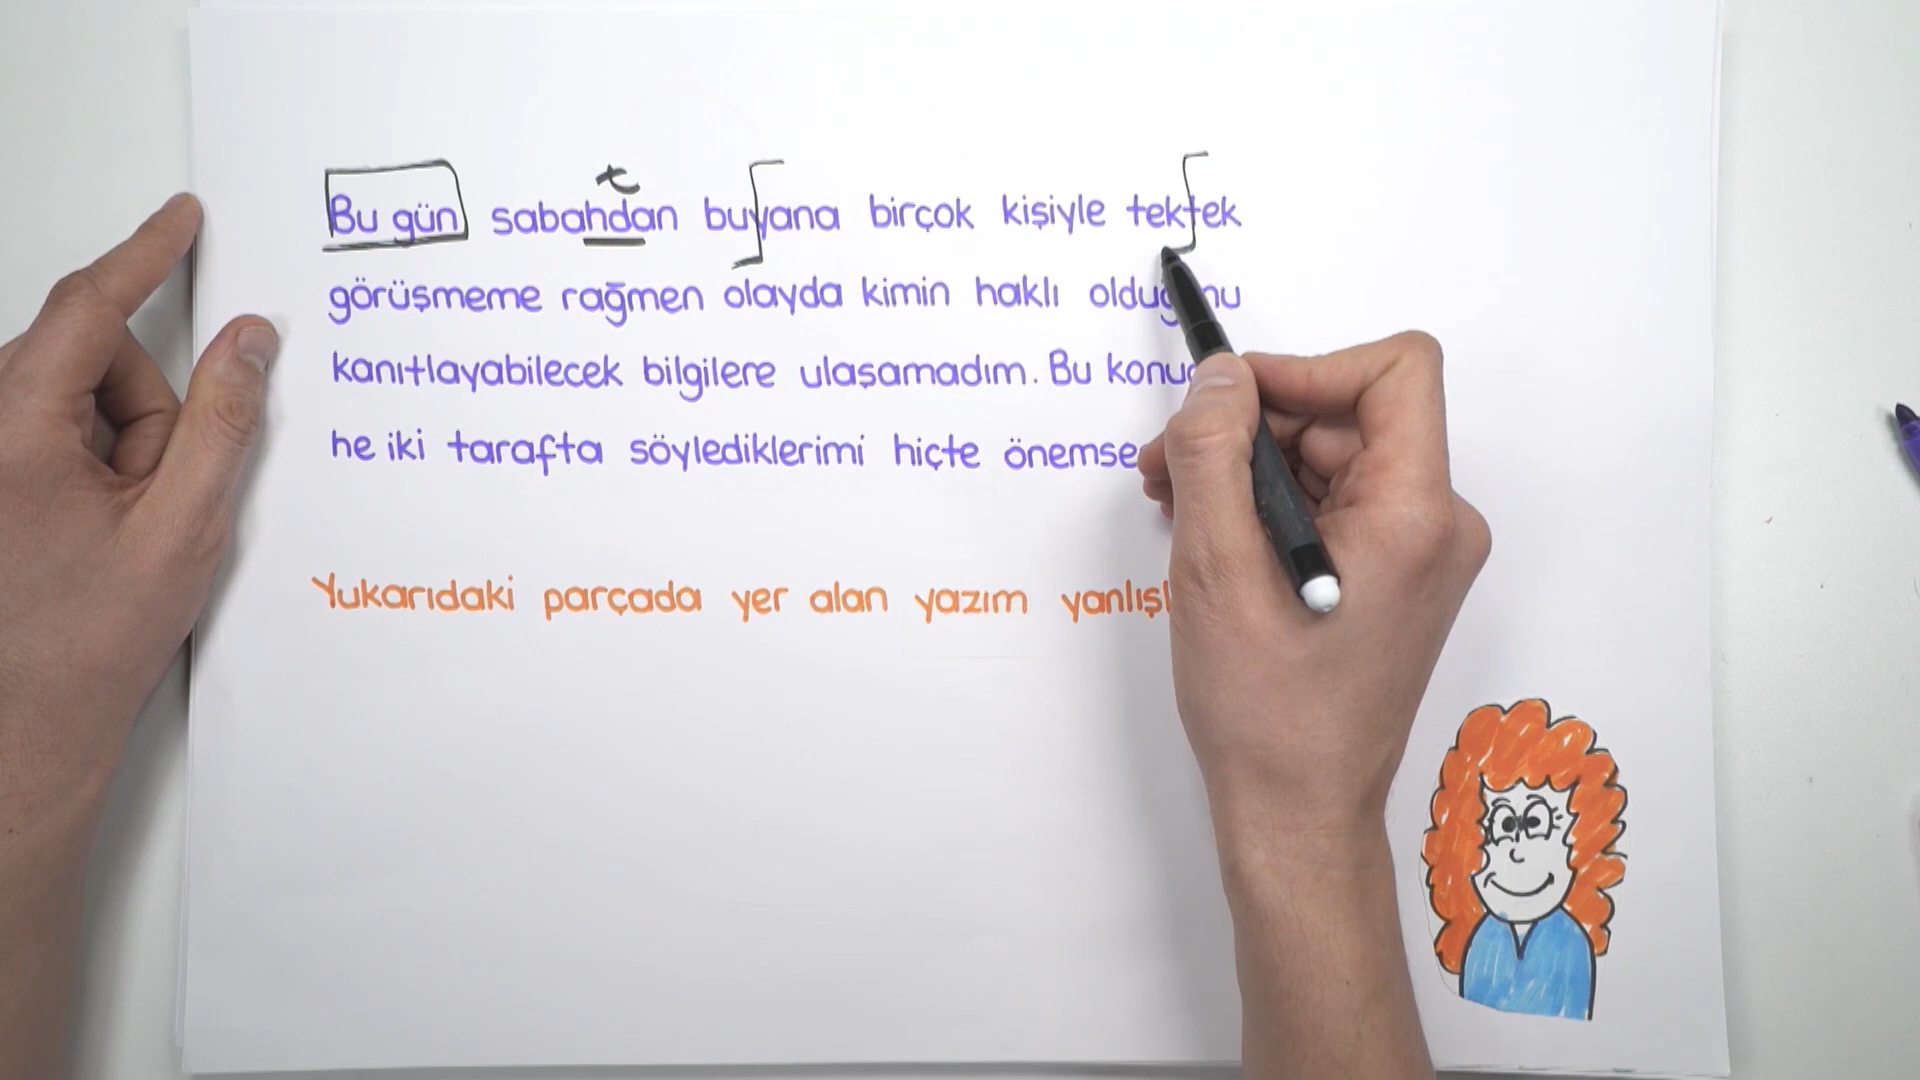 t
Bu gün sabahdan buyana birçok kişiyle tektek
görüşmeme rağmen olayda kimin haklı
kanıtlayabilecek bilgilere ulaşamadım. Bu
he iki tarafta söylediklerimi hiçte
Yukarıdaki parçada yer alan yazım